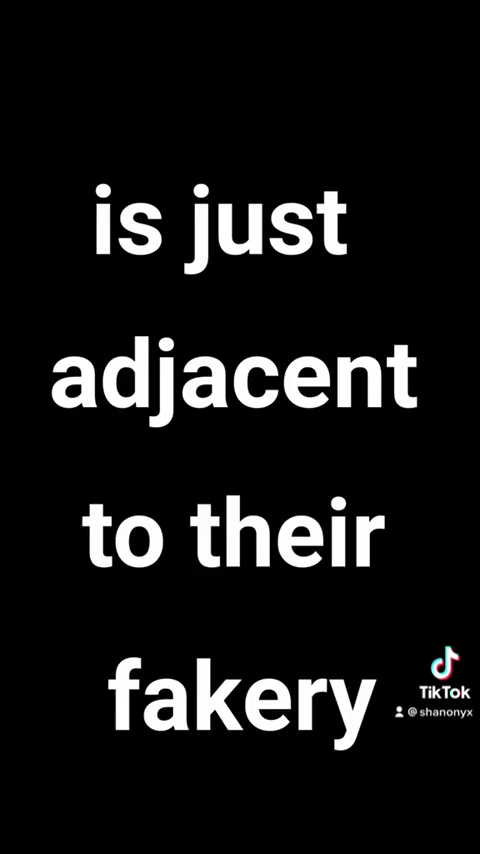 is just
adjacent
to their
fakery
TikTok
@shanonyx